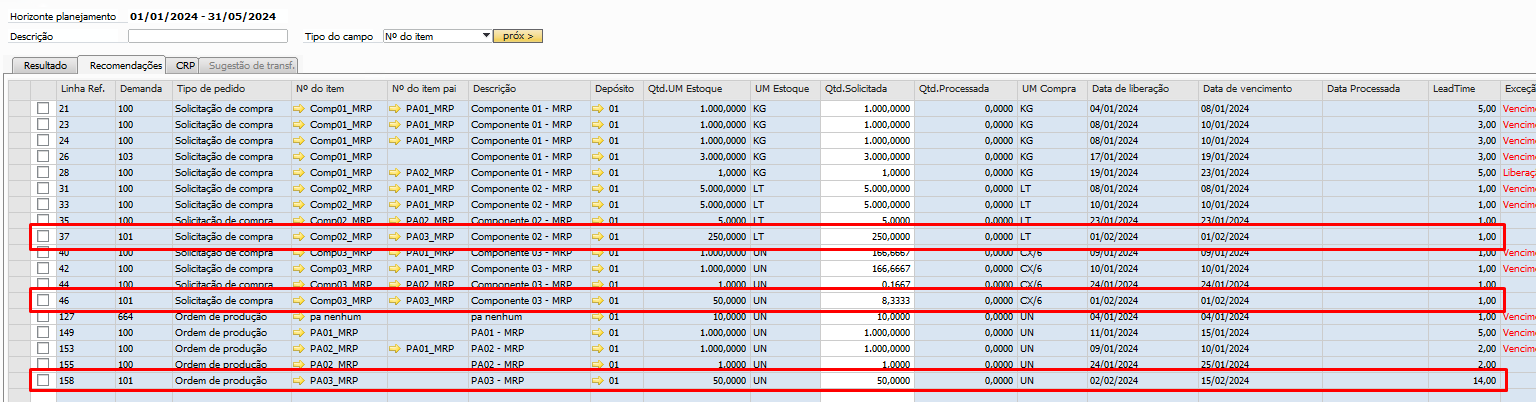 Horizonte planejamento 01/01/2024 - 31/05/2024
Descrição Tipo do campo Nº do item próx >
Resultado Recomendações CRP Sugestão de transf.
Linha Ref. Demanda Tipo de pedido Nº do item Nº do item pai Descrição Depósito Qtd.UM Estoque UM Estoque Qtd.Solicitada Qtd.Processada UM Compra Data de liberação Data de vencimento Data Processada LeadTime Exceção
21 100 Solicitação de compra Comp01_MRP PA01_MRP Componente 01 - MRP 01 1.000,0000 KG 1.000,0000 0,0000 KG 04/01/2024 08/01/2024 5,00 Vencim
23 100 Solicitação de compra Comp01_MRP PA01_MRP Componente 01 - MRP 01 1.000,0000 KG 1.000,0000 0,0000 KG 08/01/2024 10/01/2024 3,00 Vencim
24 100 Solicitação de compra Comp01_MRP PA01_MRP Componente 01 - MRP 01 1.000,0000 KG 1.000,0000 0,0000 KG 08/01/2024 10/01/2024 3,00 Vencim
26 103 Solicitação de compra Comp01_MRP Componente 01 - MRP 01 3.000,0000 KG 3.000,0000 0,0000 KG 17/01/2024 19/01/2024 3,00 Vencim
28 100 Solicitação de compra Comp01_MRP PA02_MRP Componente 01 - MRP 01 1,0000 KG 1,0000 0,0000 KG 19/01/2024 23/01/2024 5,00 Liberaç
31 100 Solicitação de compra Comp02_MRP PA01_MRP Componente 02 - MRP 01 5.000,0000 LT 5.000,0000 0,0000 LT 08/01/2024 08/01/2024 1,00 Vencim
33 100 Solicitação de compra Comp02_MRP PA01_MRP Componente 02 - MRP 01 5.000,0000 LT 5.000,0000 0,0000 LT 10/01/2024 10/01/2024 1,00 Vencim
35 100 Solicitação de compra Comp02_MRP PA02_MRP Componente 02 - MRP 01 5,0000 LT 5,0000 0,0000 LT 23/01/2024 23/01/2024 1,00
37 101 Solicitação de compra Comp02_MRP PA03_MRP Componente 02 - MRP 01 250,0000 LT 250,0000 0,0000 LT 01/02/2024 01/02/2024 1,00
40 100 Solicitação de compra Comp03_MRP PA01_MRP Componente 03 - MRP 01 1.000,0000 UN 166,6667 0,0000 CX/6 09/01/2024 09/01/2024 1,00 Vencim
42 100 Solicitação de compra Comp03_MRP PA01_MRP Componente 03 - MRP 01 1.000,0000 UN 166,6667 0,0000 CX/6 10/01/2024 10/01/2024 1,00 Vencim
44 100 Solicitação de compra Comp03_MRP PA02_MRP Componente 03 - MRP 01 1,0000 UN 0,1667 0,0000 CX/6 24/01/2024 24/01/2024 1,00
46 101 Solicitação de compra Comp03_MRP PA03_MRP Componente 03 - MRP 01 50,0000 UN 8,3333 0,0000 CX/6 01/02/2024 01/02/2024 1,00
127 664 Ordem de produção pa nenhum pa nenhum 01 10,0000 UN 10,0000 0,0000 UN 04/01/2024 04/01/2024 1,00 Vencim
149 100 Ordem de produção PA01_MRP PA01 - MRP 01 1.000,0000 UN 1.000,0000 0,0000 UN 11/01/2024 15/01/2024 5,00 Vencim
153 100 Ordem de produção PA02_MRP PA01_MRP PA02 - MRP 01 1.000,0000 UN 1.000,0000 0,0000 UN 09/01/2024 10/01/2024 2,00 Vencim
155 100 Ordem de produção PA02_MRP PA02 - MRP 01 1,0000 UN 1,0000 0,0000 UN 24/01/2024 25/01/2024 2,00
158 101 Ordem de produção PA03_MRP PA03 - MRP 01 50,0000 UN 50,0000 0,0000 UN 02/02/2024 15/02/2024 14,00